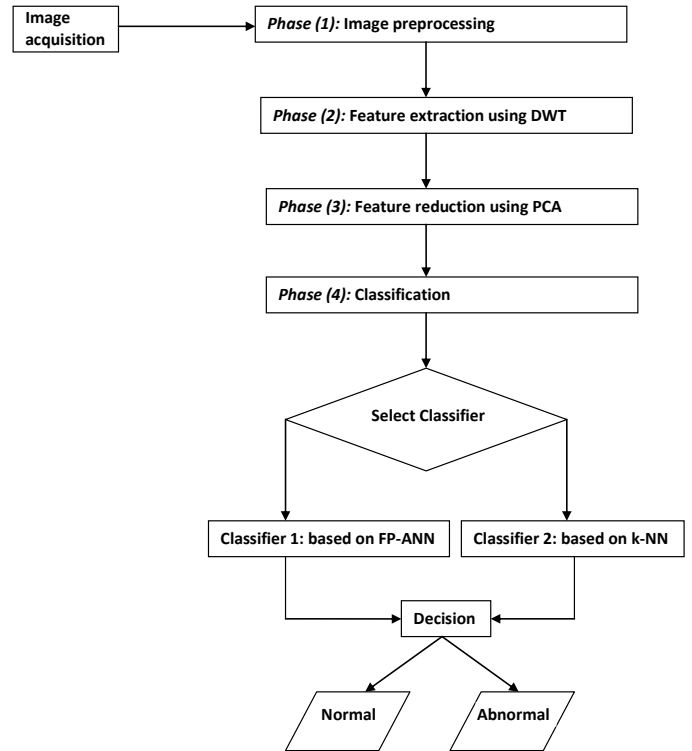 Image
acquisition
Phase (1): Image preprocessing
Phase (2): Feature extraction using DWT
Phase (3): Feature reduction using PCA
Phase (4): Classification
Select Classifier
Classifier 1: based on FP-ANN
Classifier 2: based on k-NN
Decision
Normal
Abnormal